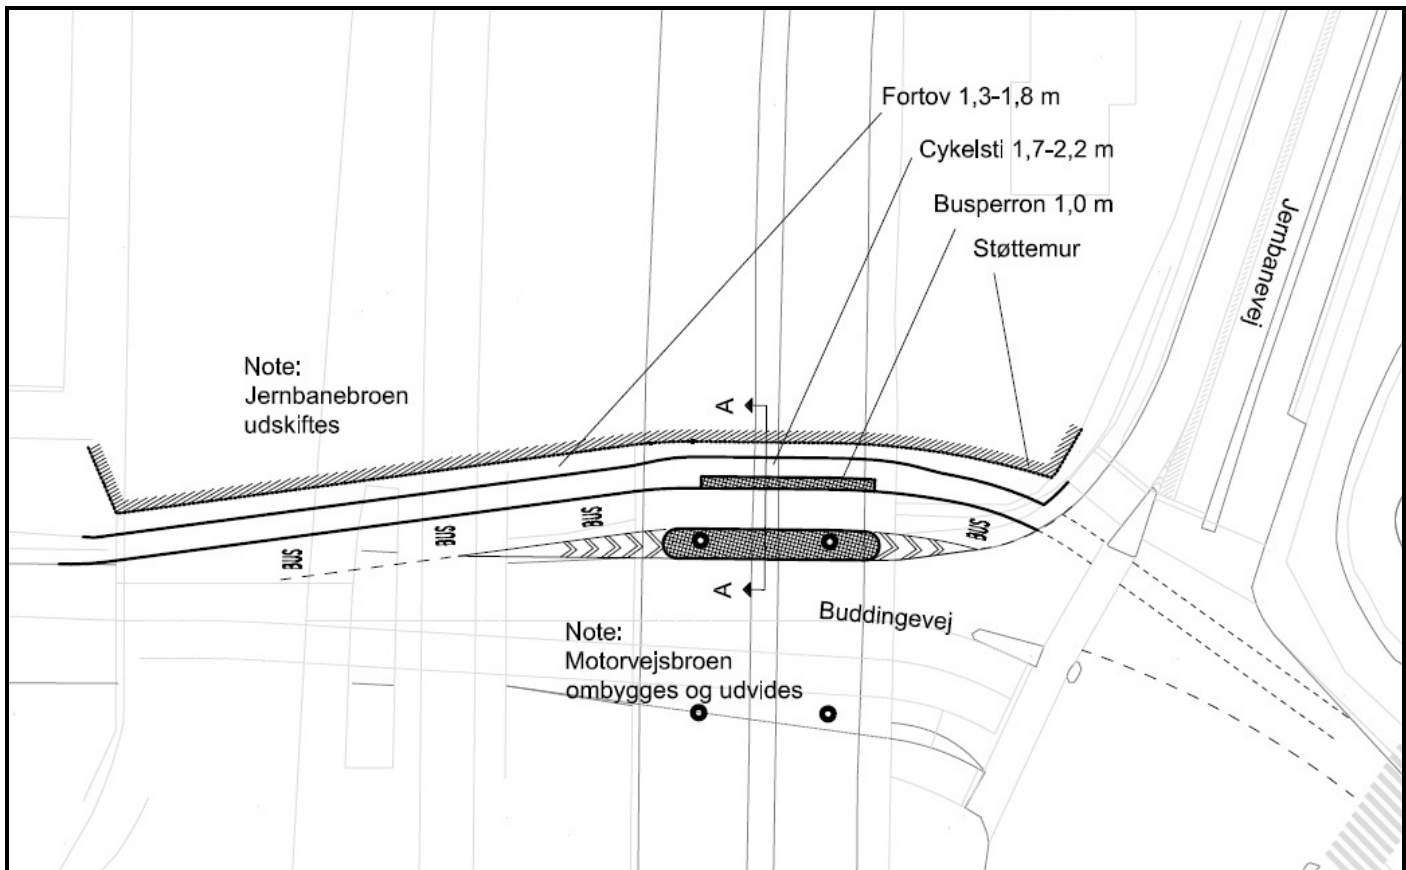 Fortov 1,3-1,8 m
Cykelsti 1,7-2,2 m
Busperron 1,0 m
Støttemur
Jernbanevej
Note:
Jernbanebroen
udskiftes
A
BUS
BUS
BUS
BUS
A
Buddingevej
Note:
Motorvejsbroen
ombygges og udvides